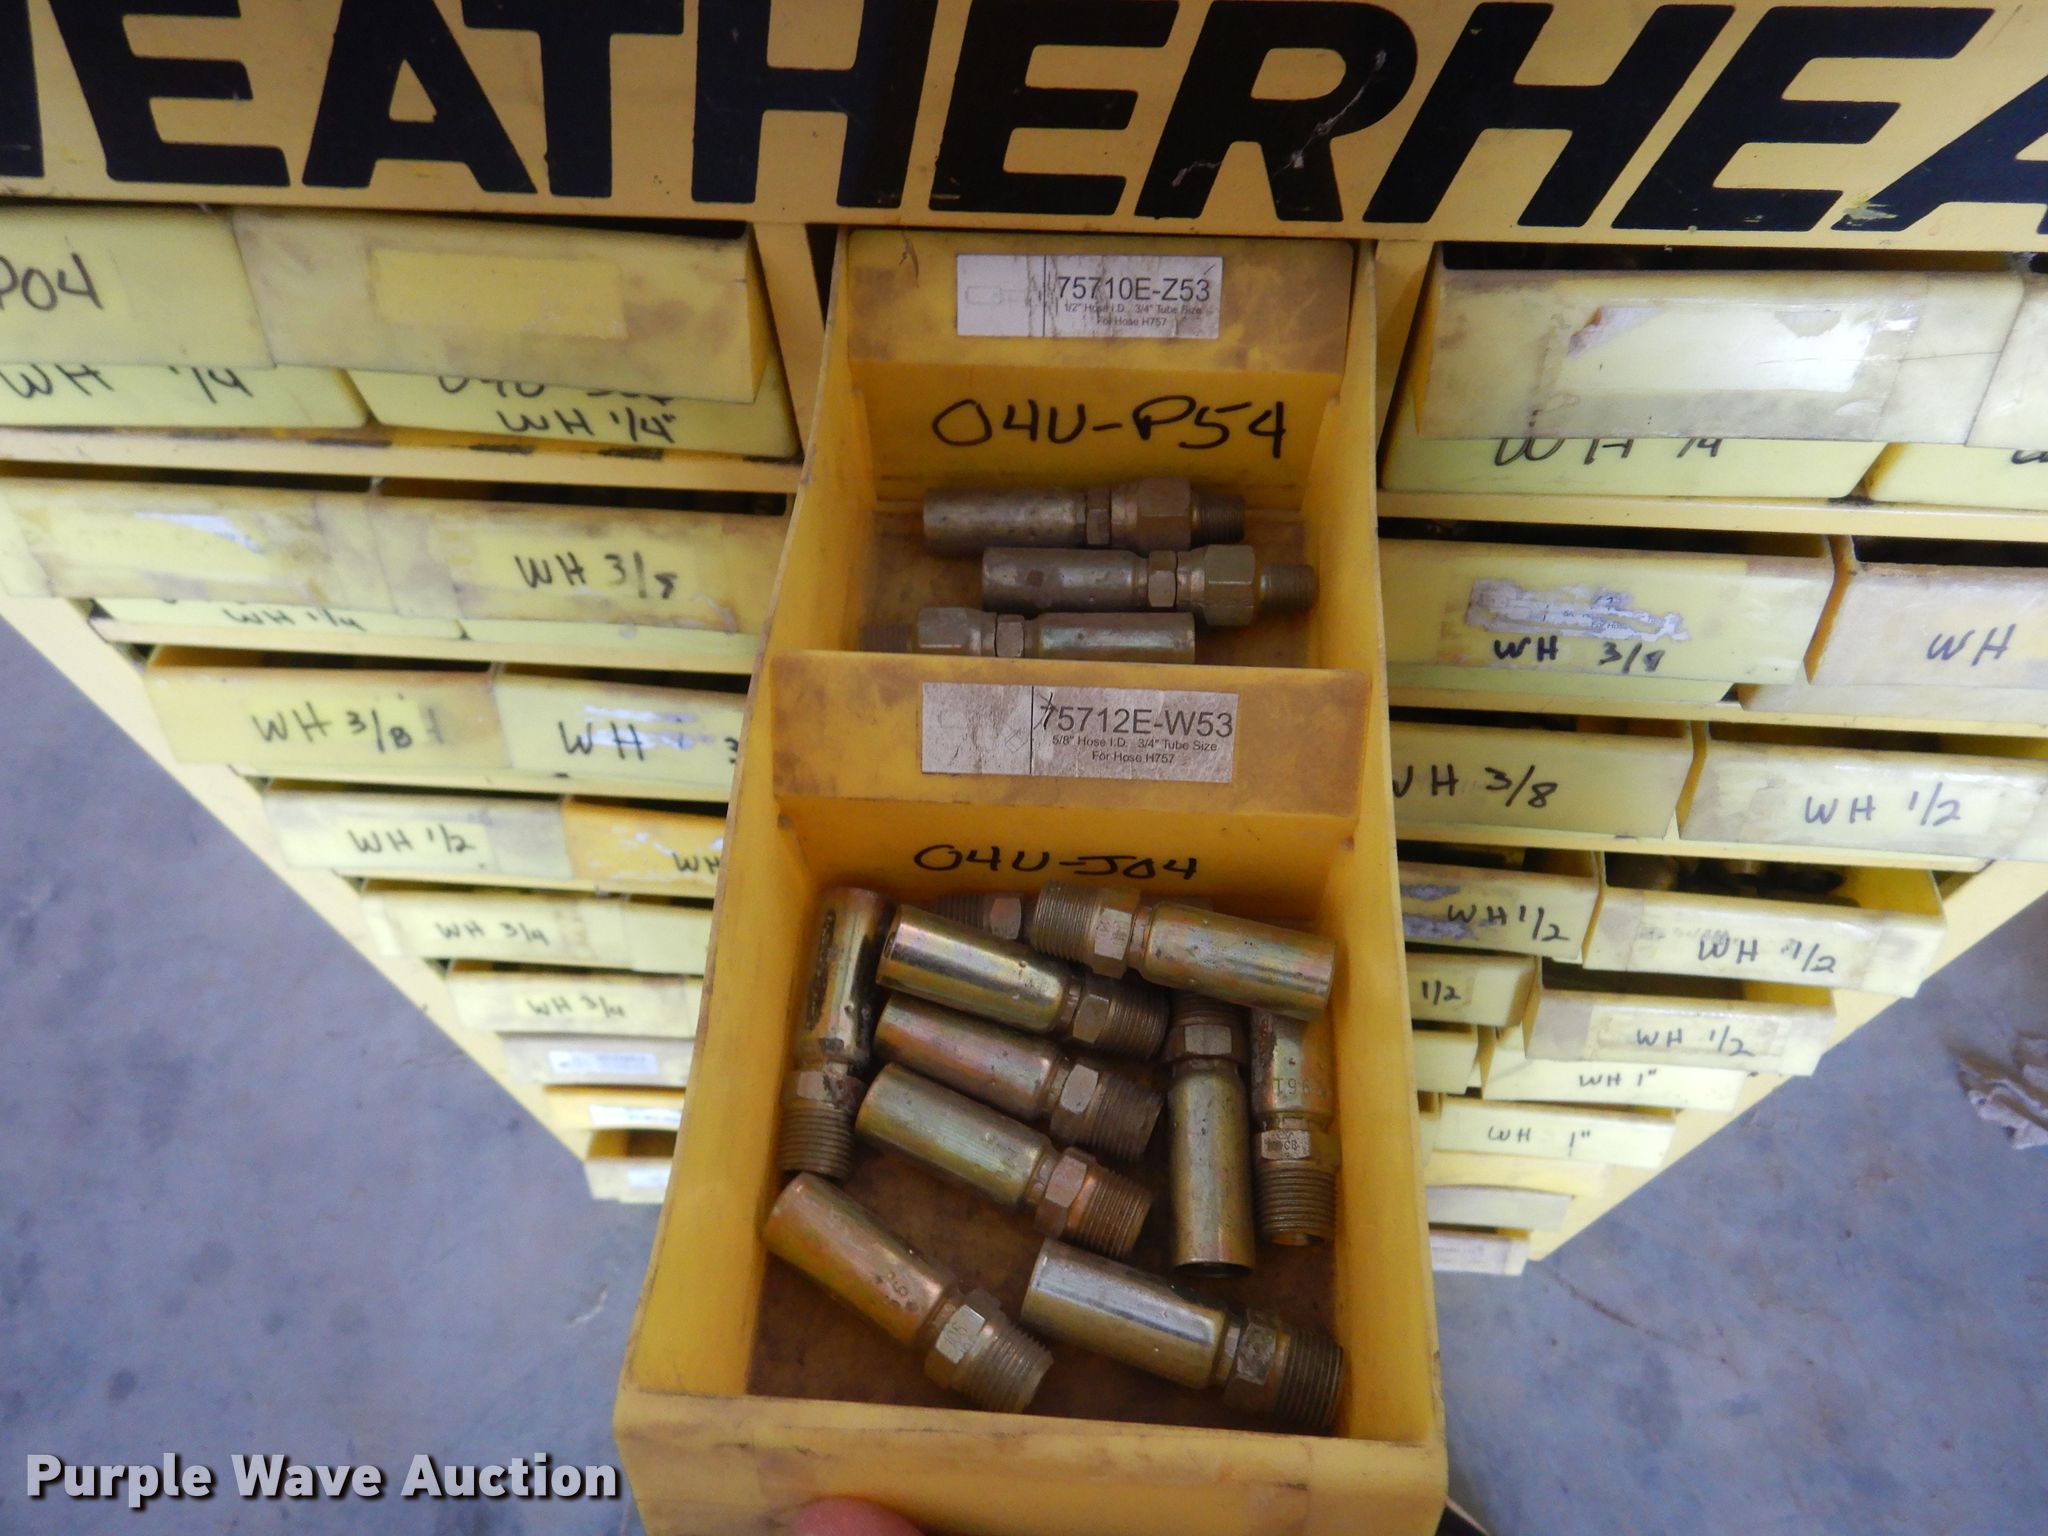 WEATHERHEA
P04
WH 1/4
WH 1/4"
75710E-Z53
1/2" Hose I.D. 3/4" Tube Size
For Hose H757
04U-P54
WH 1/4
WH 3/8
WH 1/4
WH 3/8
WH
WH 3/8
WH
75712E-W53
5/8" Hose I.D. 3/4" Tube Size
For Hose H757
04U-J04
WH 3/8
WH 1/2
WH 1/2
WH
WH 1/2
WH 1/2
WH 3/4
1/2
WH 1/2
WH 3/4
WH 1"
WH 1"
Purple Wave Auction